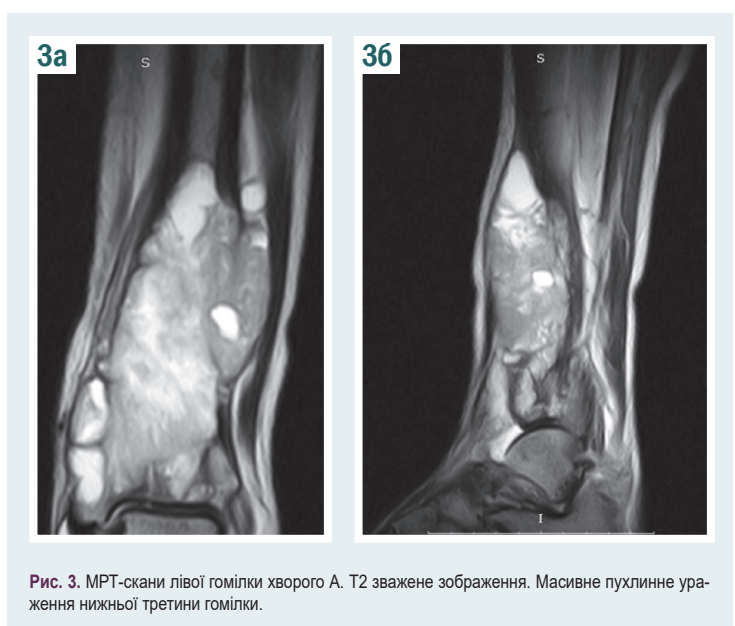 3а
3б
S
S
I
Рис. 3. МРТ-скани лівої гомілки хворого А. Т2 зважене зображення. Масивне пухлинне ура-
ження нижньої третини гомілки.